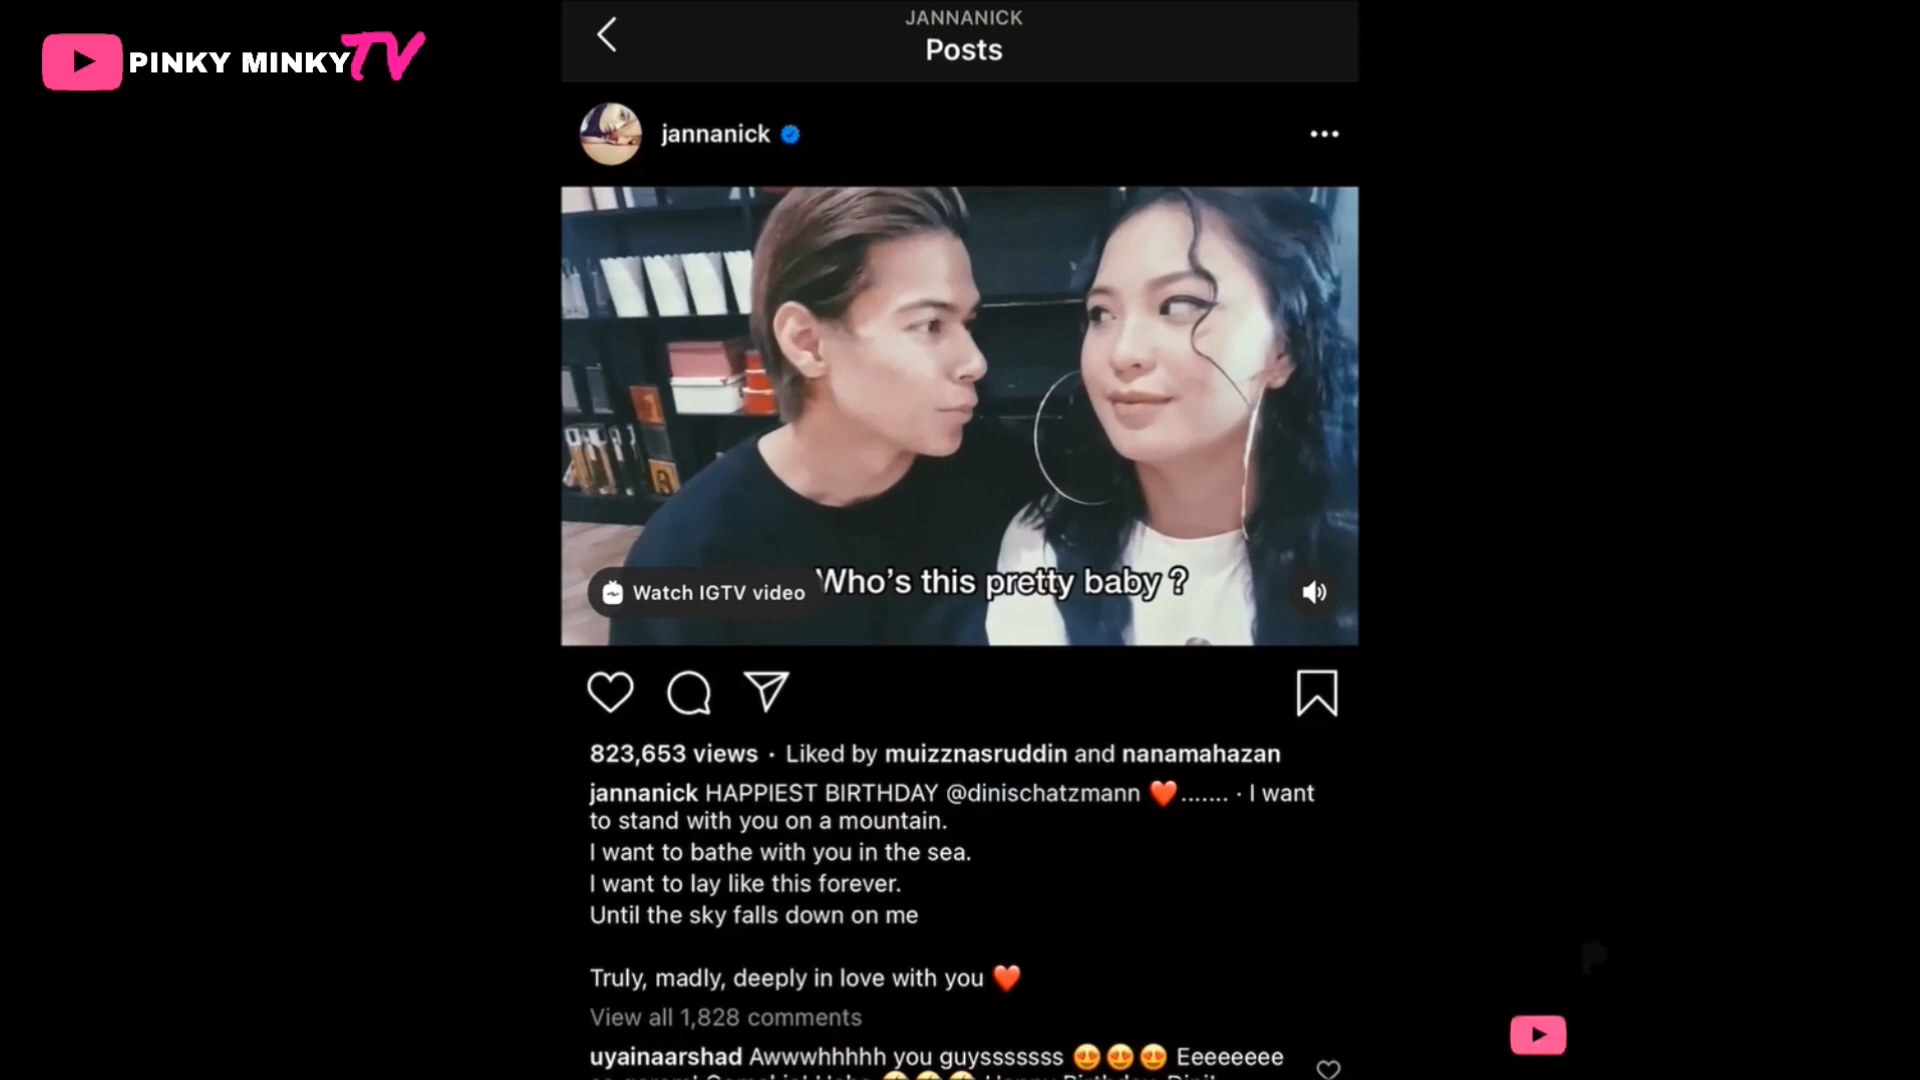 PINKY MINKY TV
JANNANICK
Posts
jannanick
Who's this pretty baby ?
Watch IGTV video
823,653 views · Liked by muizznasruddin and nanamahazan
jannanick HAPPIEST BIRTHDAY @dinischatzmann ❤️....... · I want
to stand with you on a mountain.
I want to bathe with you in the sea.
I want to lay like this forever.
Until the sky falls down on me
Truly, madly, deeply in love with you ❤️
View all 1,828 comments
uyainaarshad Awwwhhhhh you guysssssss 😍😍😍 Eeeeeeee